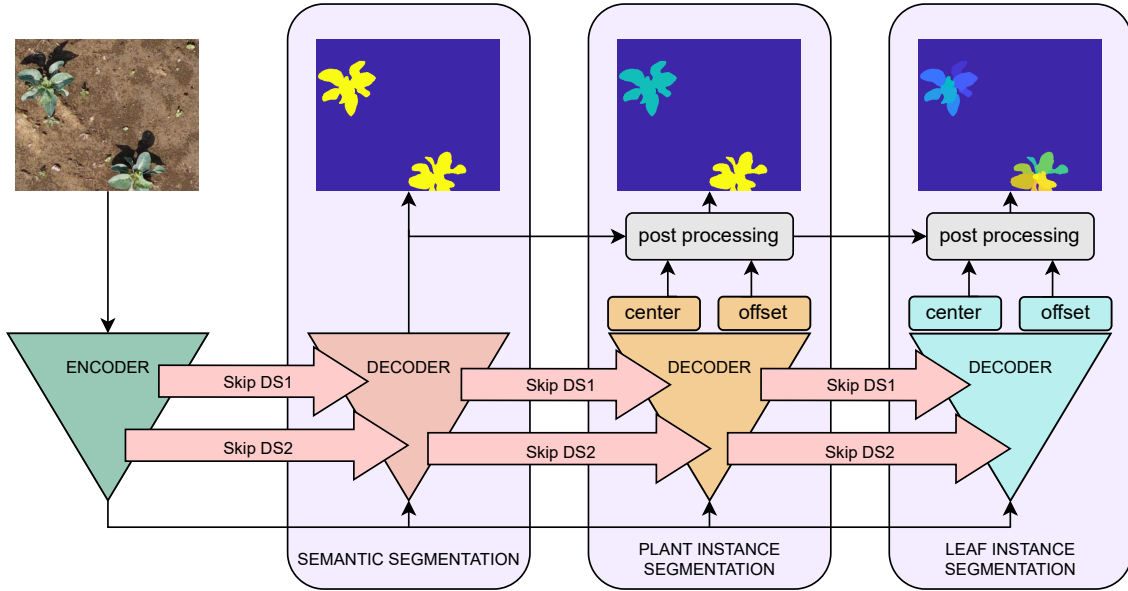 post processing
post processing
center
offset
center
offset
ENCODER
DECODER
DECODER
DECODER
Skip DS1
Skip DS1
Skip DS1
Skip DS2
Skip DS2
Skip DS2
SEMANTIC SEGMENTATION
PLANT INSTANCE
SEGMENTATION
LEAF INSTANCE
SEGMENTATION